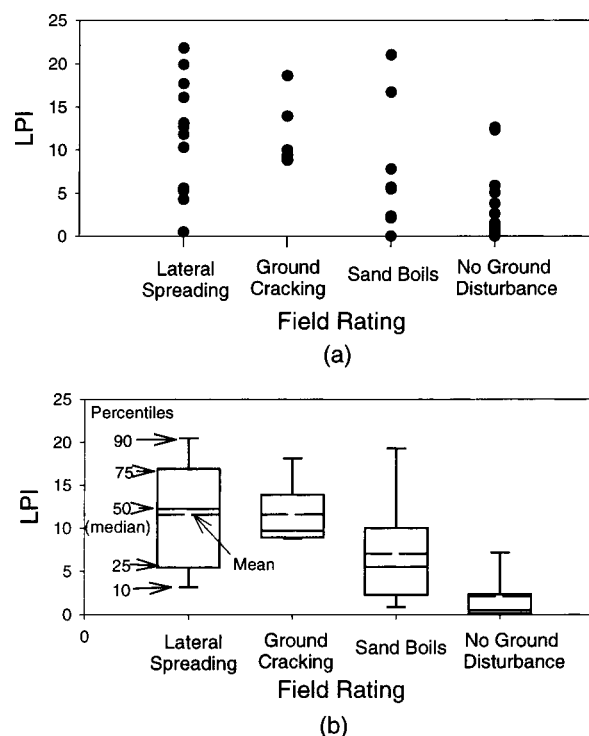 25
20
15
10
5
0
LPI
Lateral Spreading
Ground Cracking
Sand Boils
No Ground Disturbance
Field Rating
(a)
25
20
15
10
5
0
LPI
Percentiles
90
75
50
(median)
25
10
Mean
0
Lateral Spreading
Ground Cracking
Sand Boils
No Ground Disturbance
Field Rating
(b)